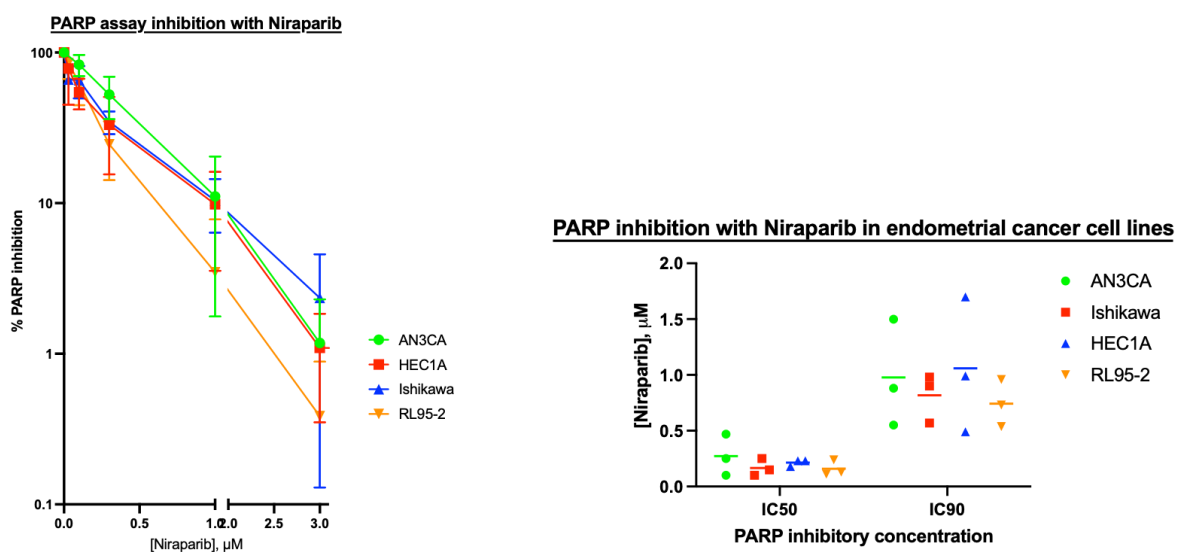 PARP assay inhibition with Niraparib
% PARP inhibition
100
10
1
0.1
0.0 0.5 1.0 2.0 2.5 3.0
[Niraparib], μM
AN3CA
HEC1A
Ishikawa
RL95-2
PARP inhibition with Niraparib in endometrial cancer cell lines
[Niraparib], μM
2.0
1.5
1.0
0.5
0.0
IC50 IC90
PARP inhibitory concentration
AN3CA
Ishikawa
HEC1A
RL95-2